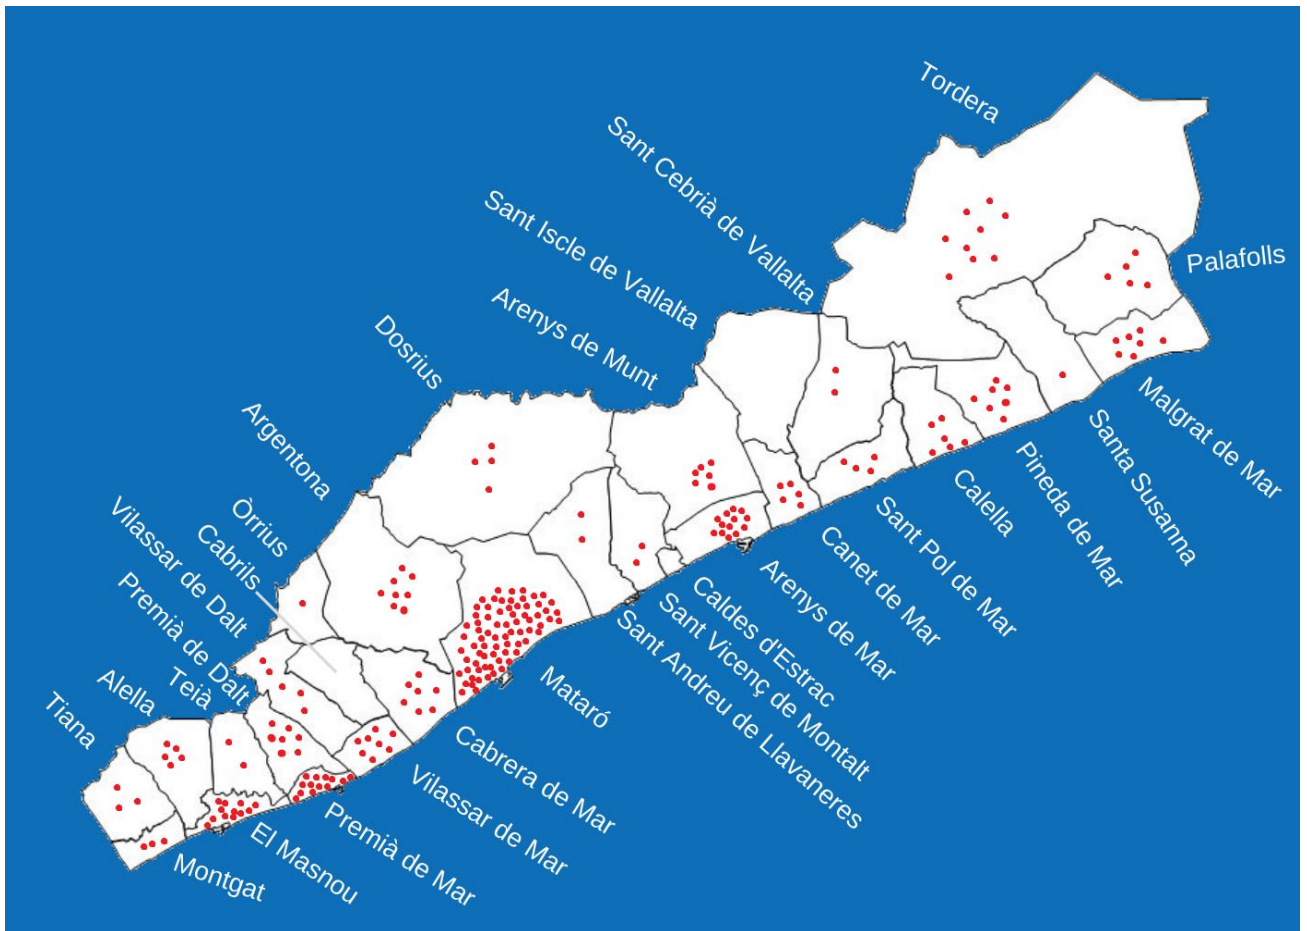 Tordera
Sant Cebrià de Vallalta
Sant Iscle de Vallalta
Palafolls
Arenys de Munt
Dosrius
Argentona
Òrrius
Cabrils
Vilassar de Dalt
Premià de Dalt
Teià
Alella
Tiana
Malgrat de Mar
Santa Susanna
Pineda de Mar
Calella
Sant Pol de Mar
Canet de Mar
Arenys de Mar
Caldes d'Estrac
Sant Vicenç de Montalt
Sant Andreu de Llavaneres
Mataró
Cabrera de Mar
Vilassar de Mar
Premià de Mar
El Masnou
Montgat